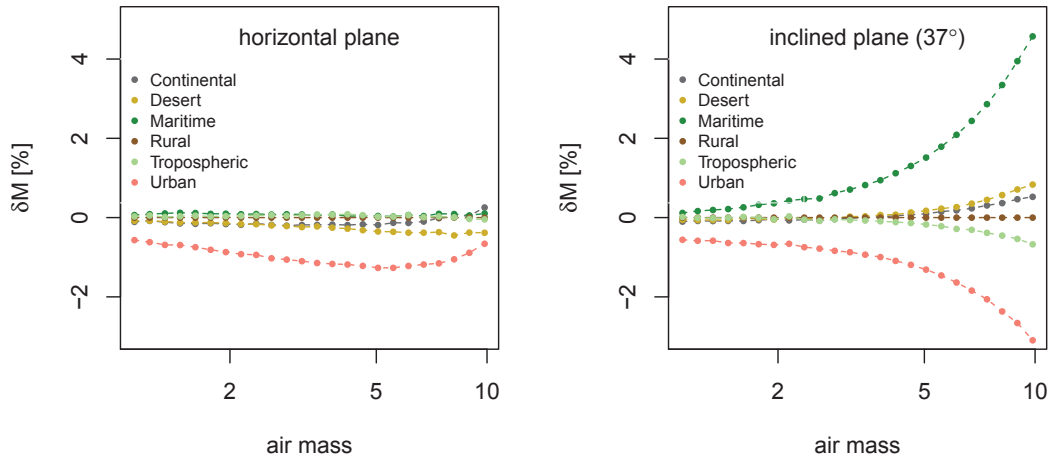 horizontal plane
Continental
Desert
Maritime
Rural
Tropospheric
Urban
4
2
0
−2
δM [%]
2
5
10
air mass
inclined plane (37°)
Continental
Desert
Maritime
Rural
Tropospheric
Urban
4
2
0
−2
δM [%]
2
5
10
air mass